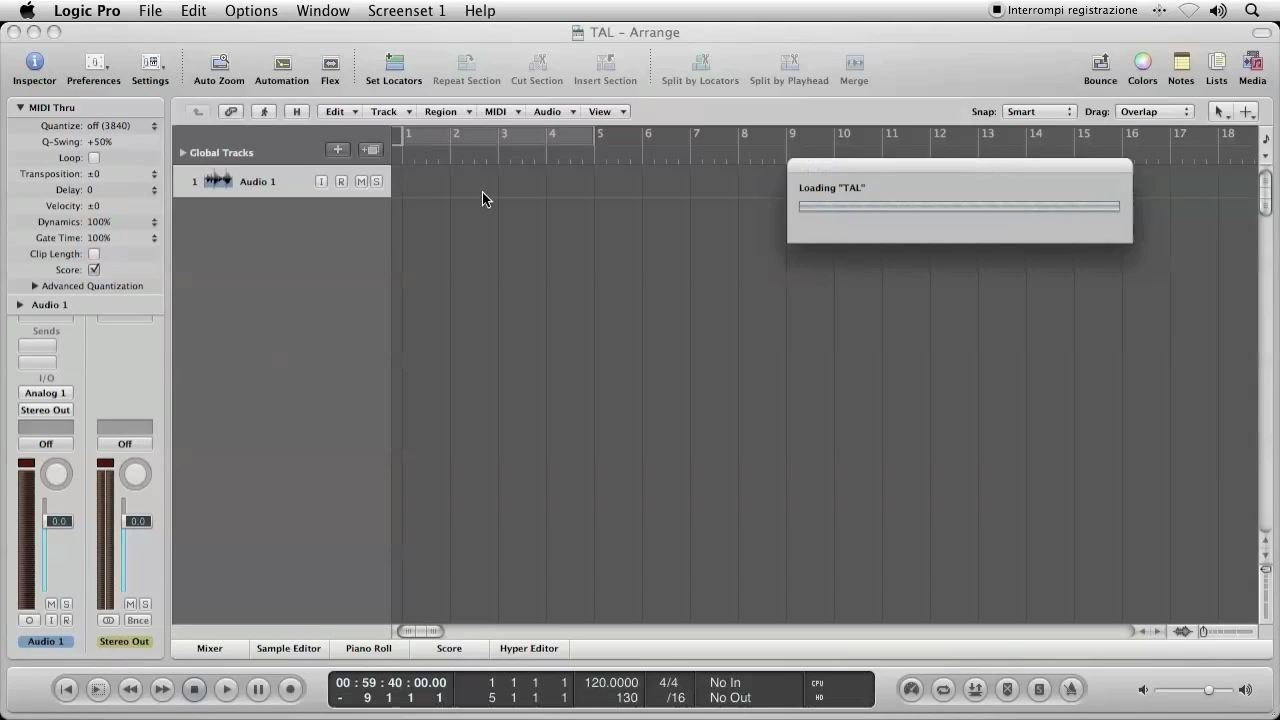 Logic Pro File Edit Options Window Screenset 1 Help Interrompi registrazione
TAL - Arrange
Inspector Preferences Settings Auto Zoom Automation Flex Set Locators Repeat Section Cut Section Insert Section Split by Locators Split by Playhead Merge Bounce Colors Notes Lists Media
MIDI Thru H Edit Track Region MIDI Audio View Snap: Smart Drag: Overlap
Quantize: off (3840)
1 2 3 4 5 6 7 8 9 10 11 12 13 14 15 16 17 18
Q-Swing: +50%
Global Tracks
Loop:
Transposition: ±0
1 Audio 1 I R M S
Loading "TAL"
Delay: 0
Velocity: ±0
Dynamics: 100%
Gate Time: 100%
Clip Length:
Score:
Advanced Quantization
Audio 1
Sends
I/O
Analog 1
Stereo Out
Off Off
0.0 0.0
M S M S
I R Bnce
Audio 1 Stereo Out
Mixer Sample Editor Piano Roll Score Hyper Editor
00 : 59 : 40 : 00.00 1 1 1 1 120.0000 4/4 No In CPU
- 9 1 1 1 5 1 1 1 130 /16 No Out HD